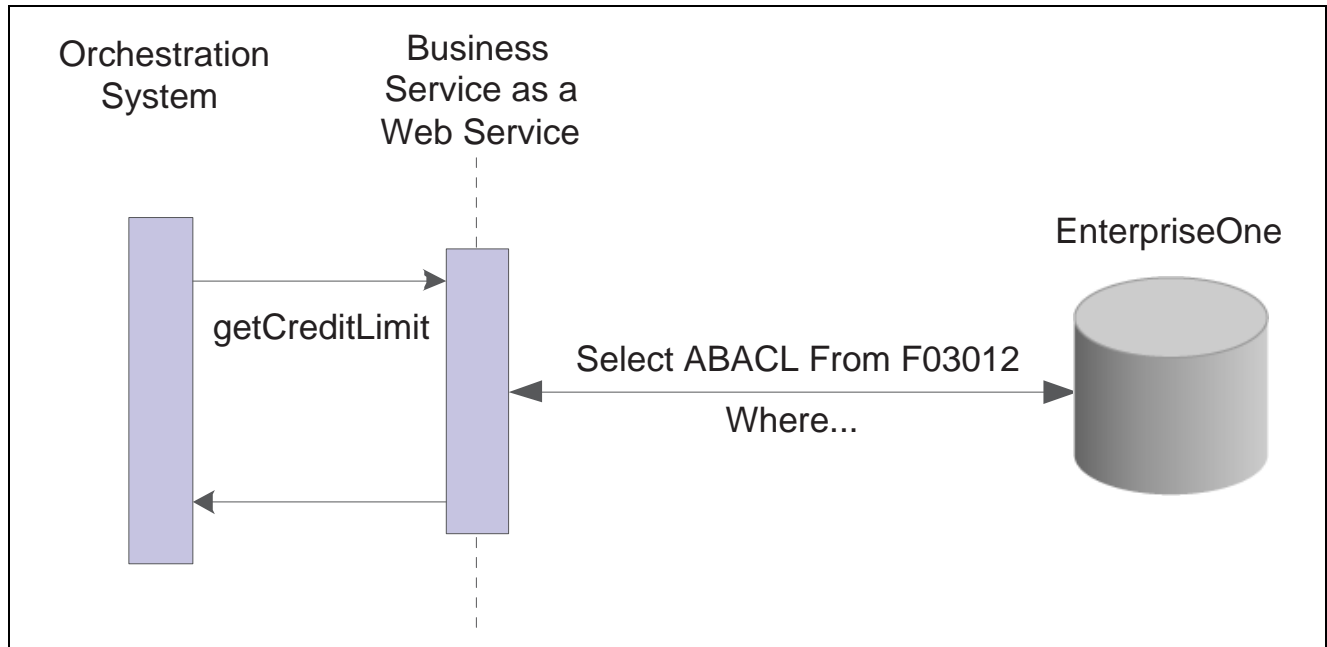 Orchestration
System
Business
Service as a
Web Service
EnterpriseOne
getCreditLimit
Select ABACL From F03012
Where...